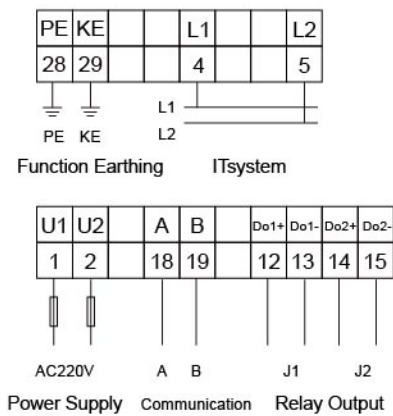 PE KE L1 L2
28 29 4 5
L1
L2
PE KE
Function Earthing ITsystem
U1 U2 A B Do1+ Do1- Do2+ Do2-
1 2 18 19 12 13 14 15
AC220V A B J1 J2
Power Supply Communication Relay Output